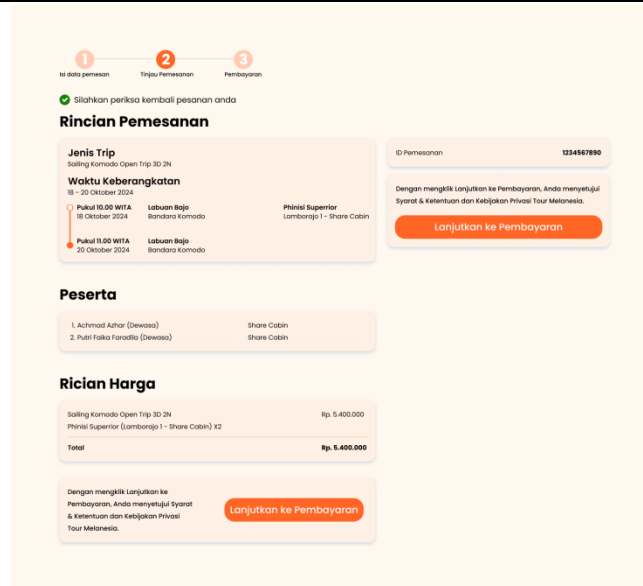 1
2
3
Isi data pemesan
Tinjau Pemesanan
Pembayaran
Silahkan periksa kembali pesanan anda
Rincian Pemesanan
Jenis Trip
Sailing Komodo Open Trip 3D 2N
Waktu Keberangkatan
18 - 20 Oktober 2024
Pukul 10.00 WITA
18 Oktober 2024
Labuan Bajo
Bandara Komodo
Phinisi Superrior
Lamborajo 1 - Share Cabin
Pukul 11.00 WITA
20 Oktober 2024
Labuan Bajo
Bandara Komodo
ID Pemesanan 1234567890
Dengan mengklik Lanjutkan ke Pembayaran, Anda menyetujui
Syarat & Ketentuan dan Kebijakan Privasi Tour Melanesia.
Lanjutkan ke Pembayaran
Peserta
1. Achmad Azhar (Dewasa) Share Cabin
2. Putri Faika Faradila (Dewasa) Share Cabin
Rician Harga
Sailing Komodo Open Trip 3D 2N Rp. 5.400.000
Phinisi Superrior (Lamborajo 1 - Share Cabin) X2
Total Rp. 5.400.000
Dengan mengklik Lanjutkan ke
Pembayaran, Anda menyetujui Syarat
& Ketentuan dan Kebijakan Privasi
Tour Melanesia.
Lanjutkan ke Pembayaran